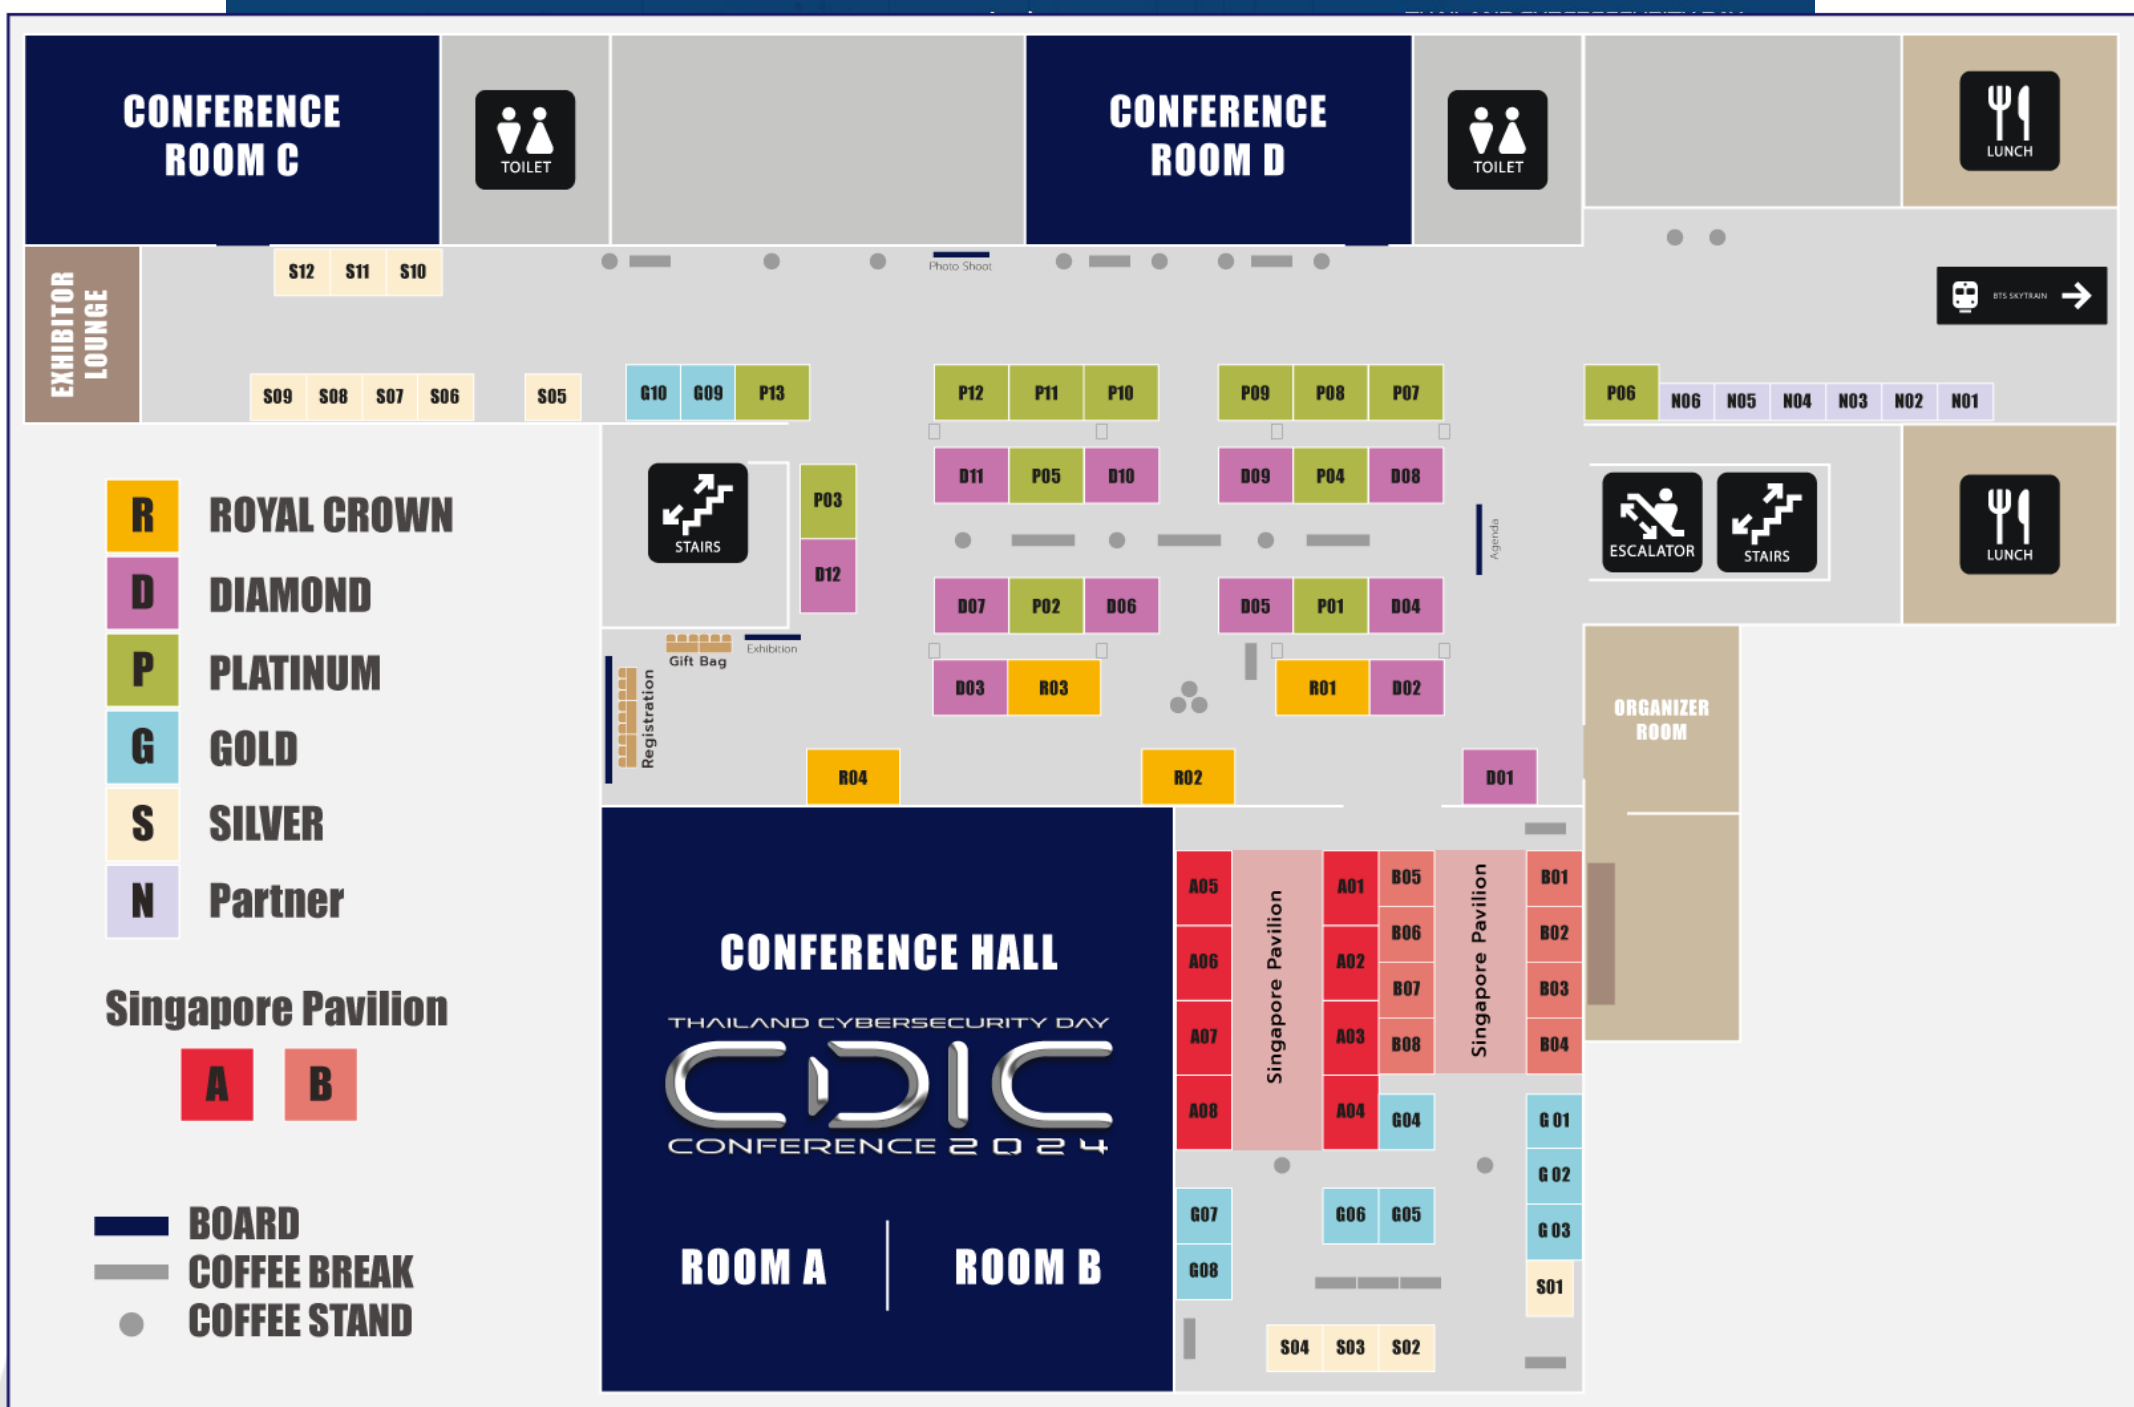 CONFERENCE
ROOM C
TOILET
CONFERENCE
ROOM D
TOILET
LUNCH
EXHIBITOR
LOUNGE
S12 S11 S10
Photo Shoot
BTS SKYTRAIN
S09 S08 S07 S06 S05
G10 G09 P13
P12 P11 P10
P09 P08 P07
P06 N06 N05 N04 N03 N02 N01
STAIRS
P03
D12
D11 P05 D10
D09 P04 D08
Agenda
ESCALATOR
STAIRS
LUNCH
D07 P02 D06
D05 P01 D04
Gift Bag
Exhibition
Registration
D03 R03
R01 D02
R04
R02
D01
ORGANIZER
ROOM
R ROYAL CROWN
D DIAMOND
P PLATINUM
G GOLD
S SILVER
N Partner
Singapore Pavilion
A B
BOARD
COFFEE BREAK
COFFEE STAND
CONFERENCE HALL
THAILAND CYBERSECURITY DAY
CDIC
CONFERENCE 2024
ROOM A
ROOM B
A05
A06
A07
A08
Singapore Pavilion
A01
A02
A03
A04
B05
B06
B07
B08
Singapore Pavilion
B01
B02
B03
B04
G04
G 01
G 02
G 03
G07
G08
G06 G05
S01
S04 S03 S02